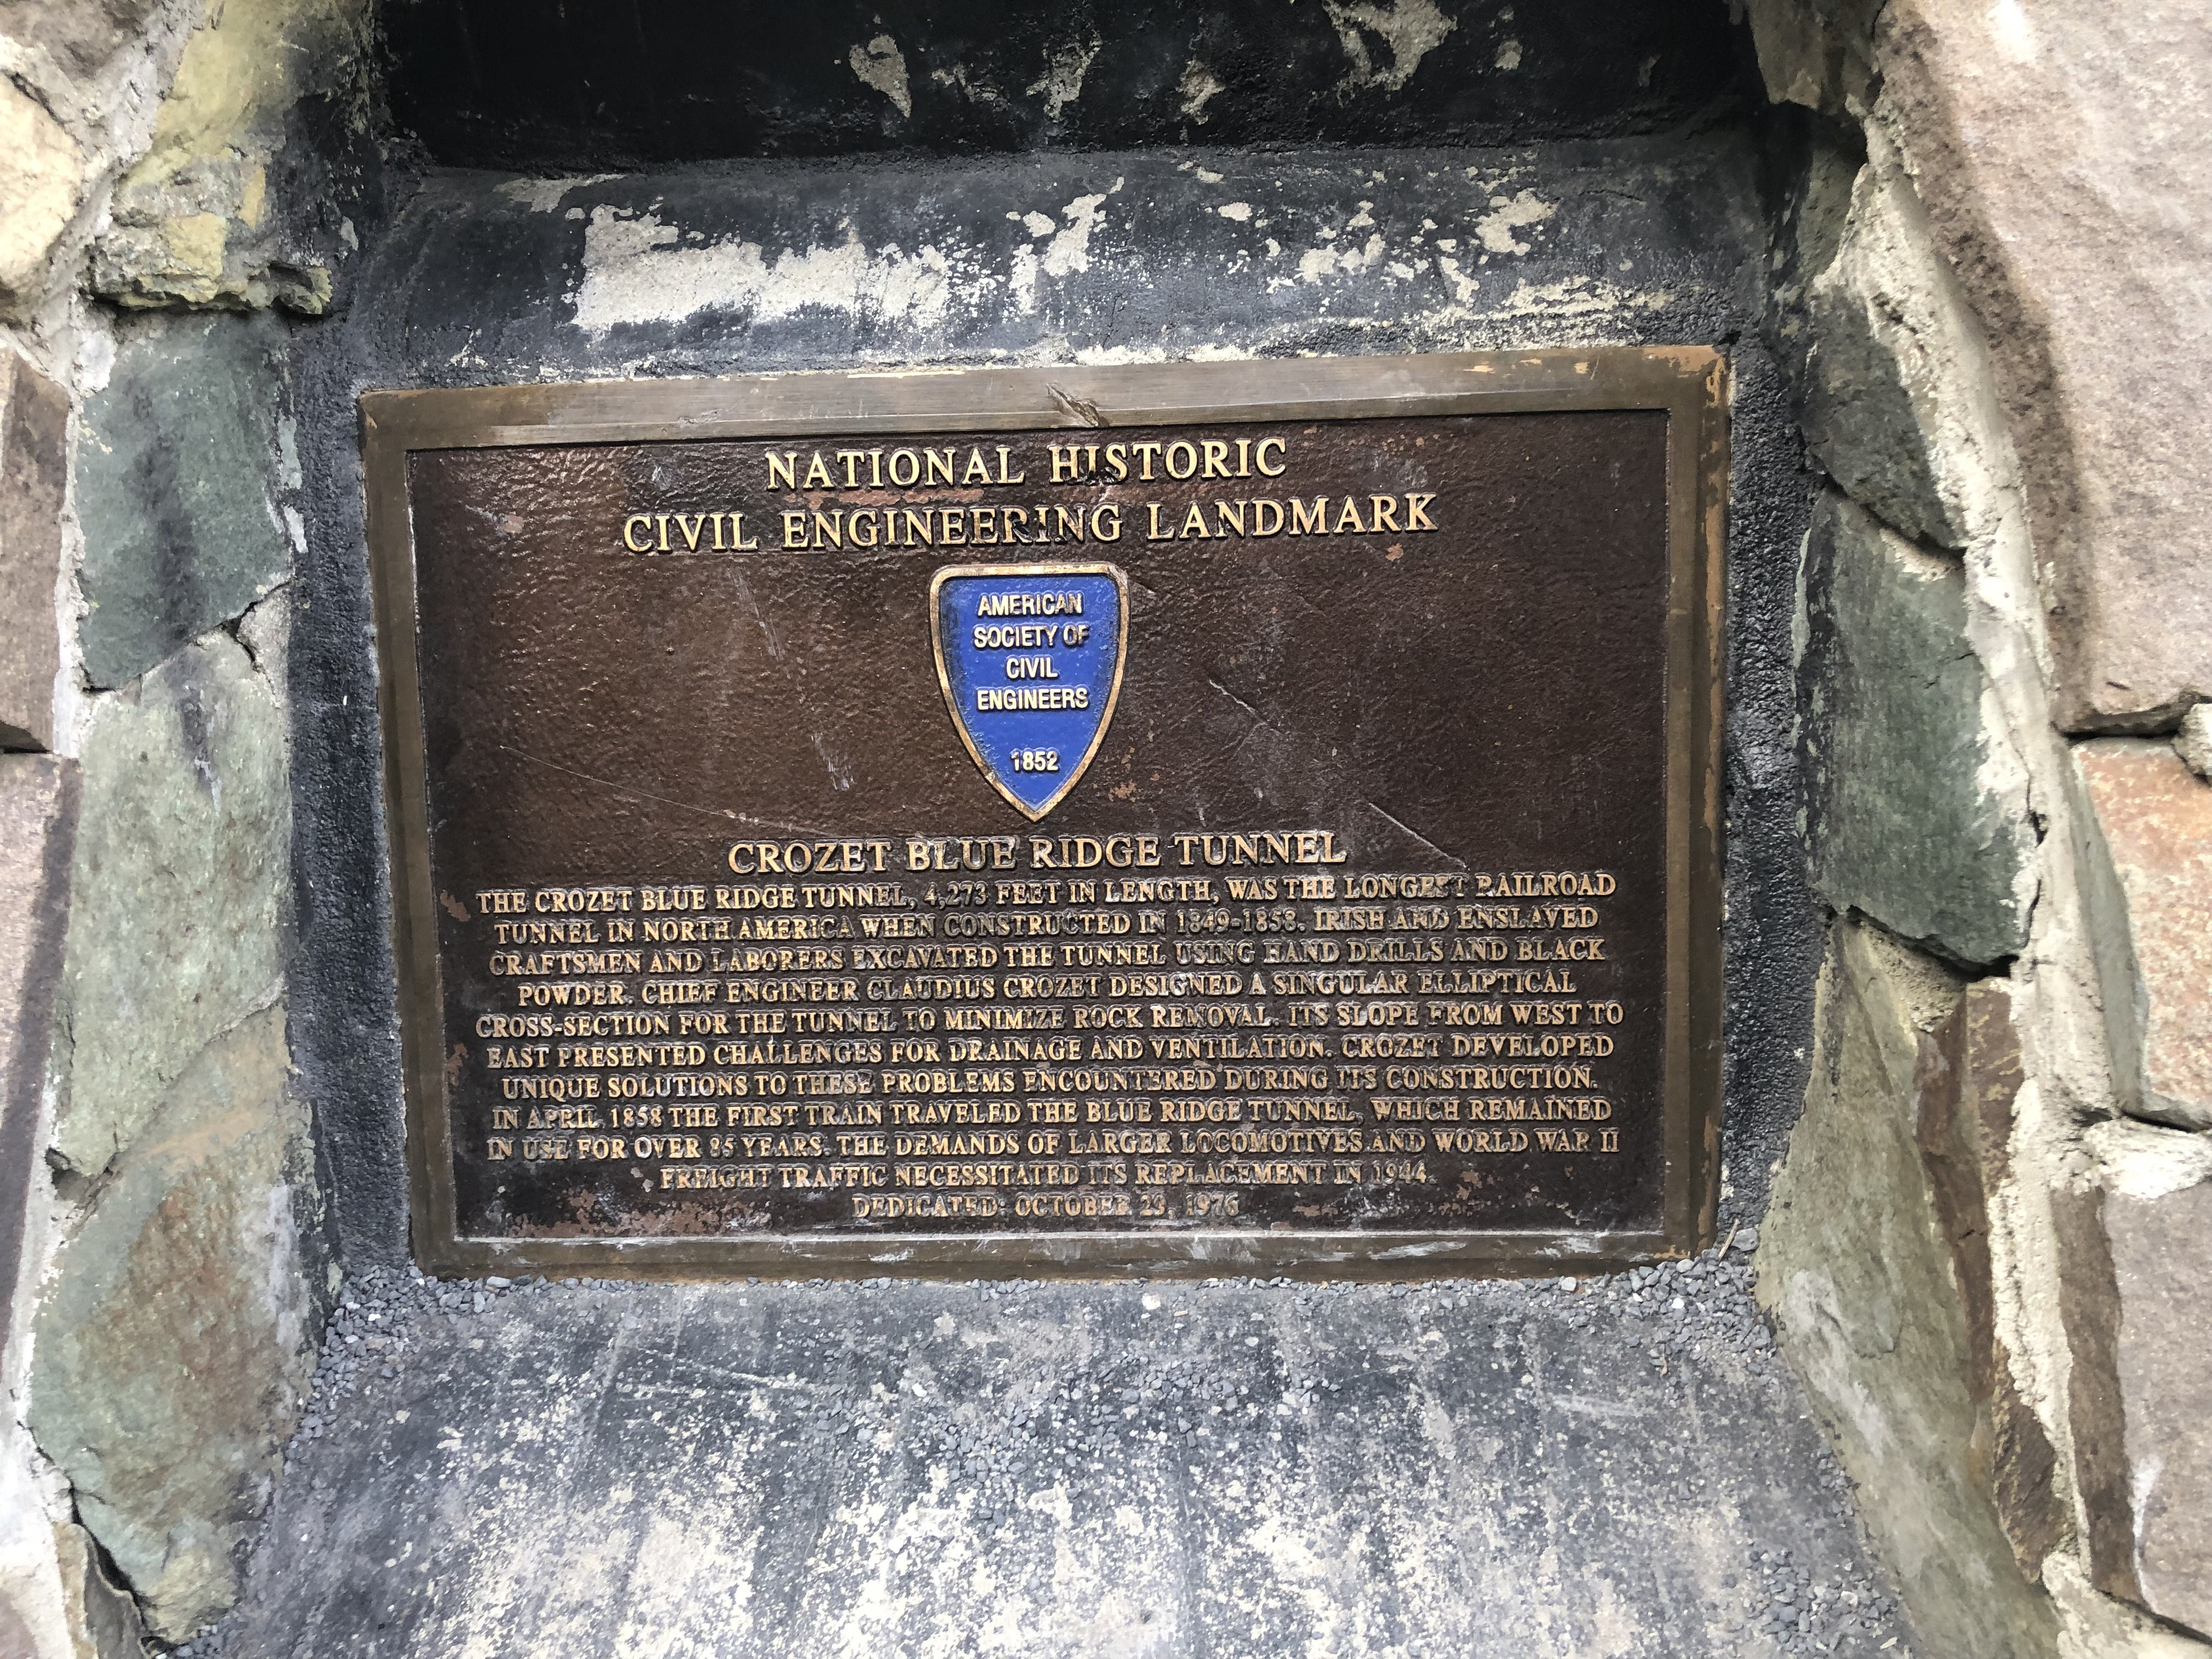 NATIONAL HISTORIC
CIVIL ENGINEERING LANDMARK
AMERICAN
SOCIETY OF
CIVIL
ENGINEERS
1852
CROZET BLUE RIDGE TUNNEL
THE CROZET BLUE RIDGE TUNNEL, 4,273 FEET IN LENGTH, WAS THE LONGEST RAILROAD
TUNNEL IN NORTH AMERICA WHEN CONSTRUCTED IN 1849-1858. IRISH AND ENSLAVED
CRAFTSMEN AND LABORERS EXCAVATED THE TUNNEL USING HAND DRILLS AND BLACK
POWDER. CHIEF ENGINEER CLAUDIUS CROZET DESIGNED A SINGULAR ELLIPTICAL
CROSS-SECTION FOR THE TUNNEL TO MINIMIZE ROCK REMOVAL. ITS SLOPE FROM WEST TO
EAST PRESENTED CHALLENGES FOR DRAINAGE AND VENTILATION. CROZET DEVELOPED
UNIQUE SOLUTIONS TO THESE PROBLEMS ENCOUNTERED DURING ITS CONSTRUCTION.
IN APRIL 1858 THE FIRST TRAIN TRAVELED THE BLUE RIDGE TUNNEL, WHICH REMAINED
IN USE FOR OVER 85 YEARS. THE DEMANDS OF LARGER LOCOMOTIVES AND WORLD WAR II
FREIGHT TRAFFIC NECESSITATED ITS REPLACEMENT IN 1944.
DEDICATED: OCTOBER 23, 1976